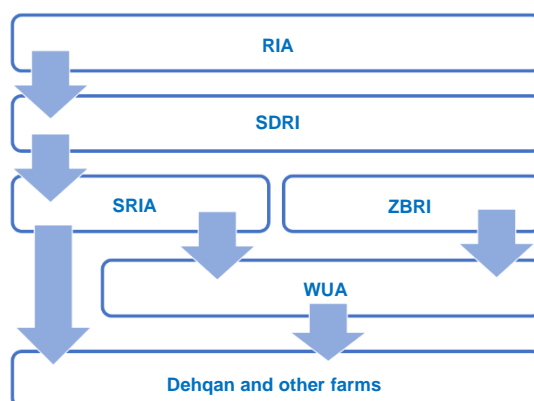 RIA
SDRI
SRIA
ZBRI
WUA
Dehqan and other farms